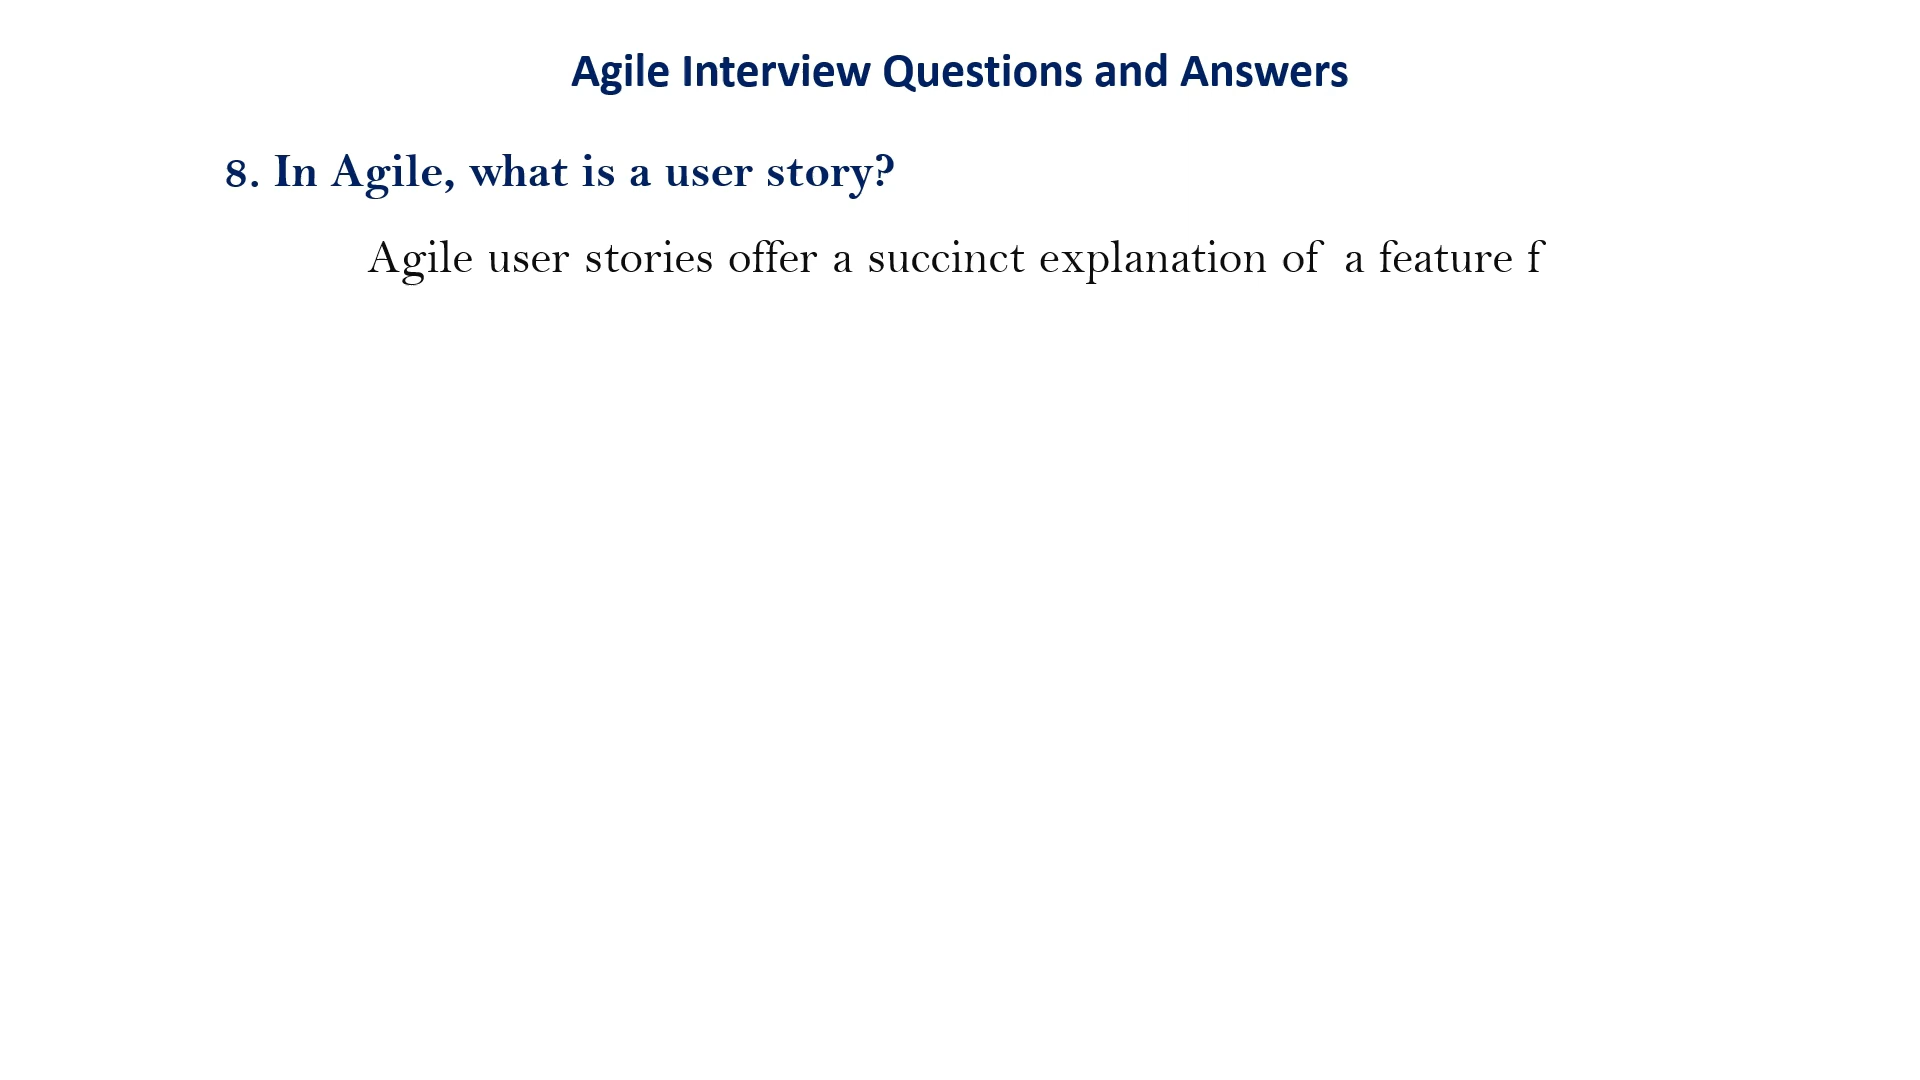 Agile Interview Questions and Answers
8. In Agile, what is a user story?
Agile user stories offer a succinct explanation of a feature f